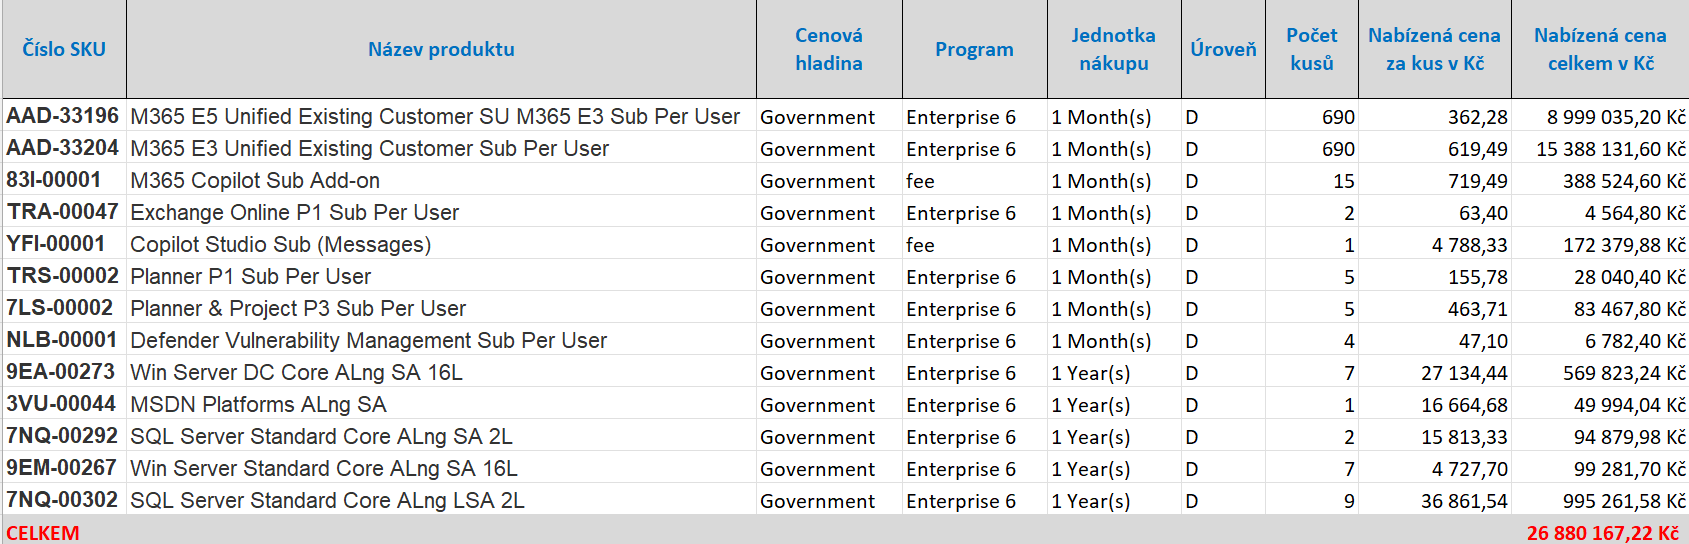 Číslo SKU Název produktu Cenová hladina Program Jednotka nákupu Úroveň Počet kusů Nabízená cena za kus v Kč Nabízená cena celkem v Kč
AAD-33196 M365 E5 Unified Existing Customer SU M365 E3 Sub Per User Government Enterprise 6 1 Month(s) D 690 362,28 8 999 035,20 Kč
AAD-33204 M365 E3 Unified Existing Customer Sub Per User Government Enterprise 6 1 Month(s) D 690 619,49 15 388 131,60 Kč
83I-00001 M365 Copilot Sub Add-on Government fee 1 Month(s) D 15 719,49 388 524,60 Kč
TRA-00047 Exchange Online P1 Sub Per User Government Enterprise 6 1 Month(s) D 2 63,40 4 564,80 Kč
YFI-00001 Copilot Studio Sub (Messages) Government fee 1 Month(s) D 1 4 788,33 172 379,88 Kč
TRS-00002 Planner P1 Sub Per User Government Enterprise 6 1 Month(s) D 5 155,78 28 040,40 Kč
7LS-00002 Planner & Project P3 Sub Per User Government Enterprise 6 1 Month(s) D 5 463,71 83 467,80 Kč
NLB-00001 Defender Vulnerability Management Sub Per User Government Enterprise 6 1 Month(s) D 4 47,10 6 782,40 Kč
9EA-00273 Win Server DC Core ALng SA 16L Government Enterprise 6 1 Year(s) D 7 27 134,44 569 823,24 Kč
3VU-00044 MSDN Platforms ALng SA Government Enterprise 6 1 Year(s) D 1 16 664,68 49 994,04 Kč
7NQ-00292 SQL Server Standard Core ALng SA 2L Government Enterprise 6 1 Year(s) D 2 15 813,33 94 879,98 Kč
9EM-00267 Win Server Standard Core ALng SA 16L Government Enterprise 6 1 Year(s) D 7 4 727,70 99 281,70 Kč
7NQ-00302 SQL Server Standard Core ALng LSA 2L Government Enterprise 6 1 Year(s) D 9 36 861,54 995 261,58 Kč
CELKEM 26 880 167,22 Kč